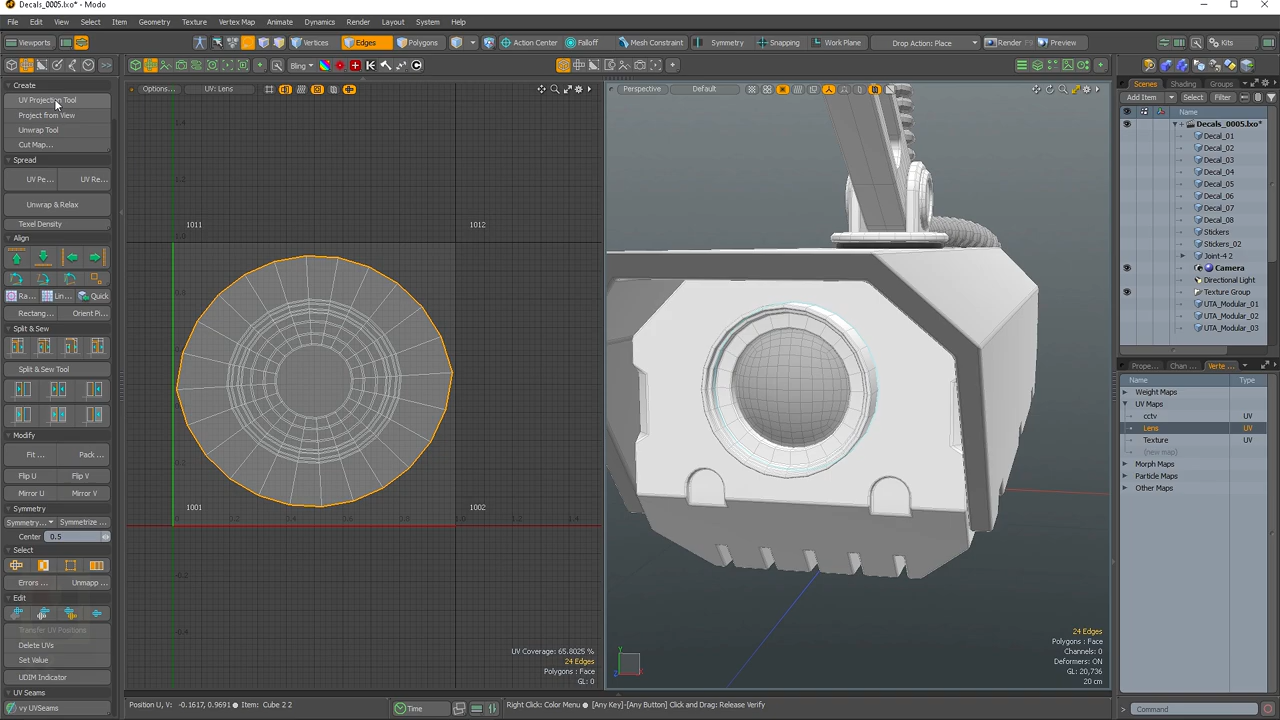 Decals_0005.lxo* - Modo
File Edit View Select Item Geometry Texture Vertex Map Animate Dynamics Render Layout System Help
Viewports Vertices Edges Polygons Action Center Falloff Mesh Constraint Symmetry Snapping Work Plane Drop Action: Place Render Preview Kits
Bling
Create
UV Projection Tool
Project from View
Unwrap Tool
Cut Map...
Spread
UV Pe... UV Re...
Unwrap & Relax
Texel Density
Align
Ra... Lin... Quick
Rectang... Orient Pi...
Split & Sew
Split & Sew Tool
Modify
Fit ... Pack ...
Flip U Flip V
Mirror U Mirror V
Symmetry
Symmetry... Symmetrize ...
Center 0.5
Select
Errors ... Unmapp ...
Edit
Transfer UV Positions
Delete UVs
Set Value
UDIM Indicator
UV Seams
vy UVSeams
Options... UV: Lens
1011 1012
1001 1002
UV Coverage: 65.8025 %
24 Edges
Polygons : Face
GL: 0
Perspective Default
24 Edges
Polygons : Face
Channels: 0
Deformers: ON
GL: 20,736
20 cm
Scenes Groups
Add Item Select Filter
Name
Decals_0005.lxo*
Decal_01
Decal_02
Decal_03
Decal_04
Decal_05
Decal_06
Decal_07
Decal_08
Stickers
Stickers_02
Joint-4 2
Camera
Directional Light
Texture Group
UTA_Modular_01
UTA_Modular_02
UTA_Modular_03
Prope... Chan ... Verte ...
Name Type
Weight Maps
UV Maps
cctv UV
Lens UV
Texture UV
(new map)
Morph Maps
Particle Maps
Other Maps
Position U, V: -0.1617, 0.9691 Item: Cube 2 2 Right Click: Color Menu [Any Key]-[Any Button] Click and Drag: Release Verify
Time
Command